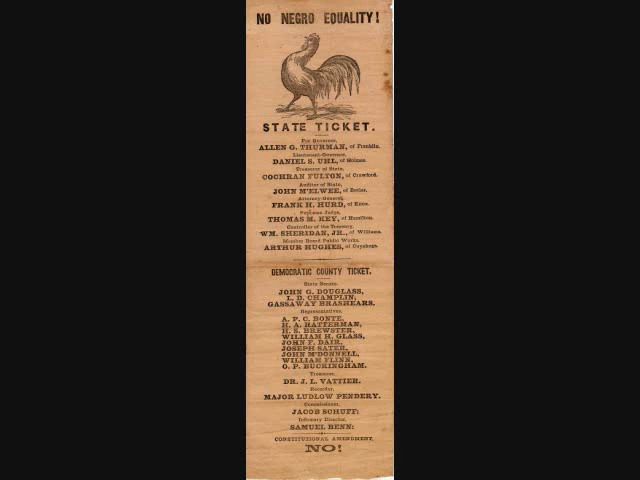 NO NEGRO EQUALITY!
STATE TICKET.
For Governor,
ALLEN G. THURMAN, of Franklin.
Lieutenant-Governor,
DANIEL S. UHL, of Holmes.
Treasurer of State,
COCHRAN FULTON, of Crawford.
Auditor of State,
JOHN M'ELWEE, of Butler.
Attorney-General,
FRANK H. HURD, of Knox.
Supreme Judge,
THOMAS M. KEY, of Hamilton.
Controller of the Treasury,
WM. SHERIDAN, JR., of Williams.
Member Board Public Works.
ARTHUR HUGHES, of Cuyahoga.
DEMOCRATIC COUNTY TICKET.
State Senate.
JOHN G. DOUGLASS,
L. D. CHAMPLIN,
GASSAWAY BRASHEARS.
Representatives,
A. P. C. BONTE,
H. A. RATTERMAN,
H. S. BREWSTER,
WILLIAM H. GLASS,
JOHN F. DAIR,
JOSEPH SATER,
JOHN M'DONNELL,
WILLIAM FLINN,
O. P. BUCKINGHAM.
Treasurer,
DR. J. L. VATTIER.
Recorder,
MAJOR LUDLOW PENDERY.
Commissioner,
JACOB SCHUFF:
Infirmary Director,
SAMUEL BENN:
CONSTITUTIONAL AMENDMENT,
NO!